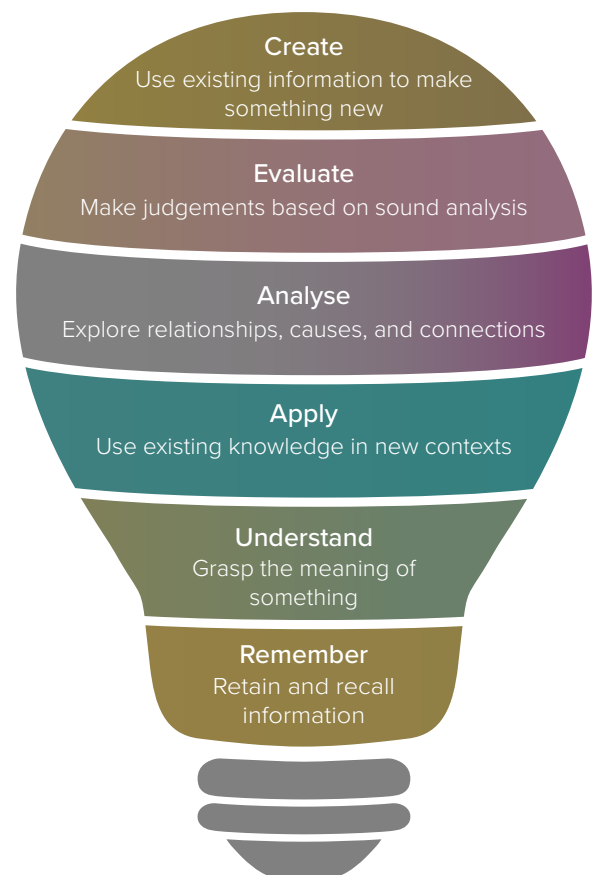 Create
Use existing information to make
something new
Evaluate
Make judgements based on sound analysis
Analyse
Explore relationships, causes, and connections
Apply
Use existing knowledge in new contexts
Understand
Grasp the meaning of
something
Remember
Retain and recall
information